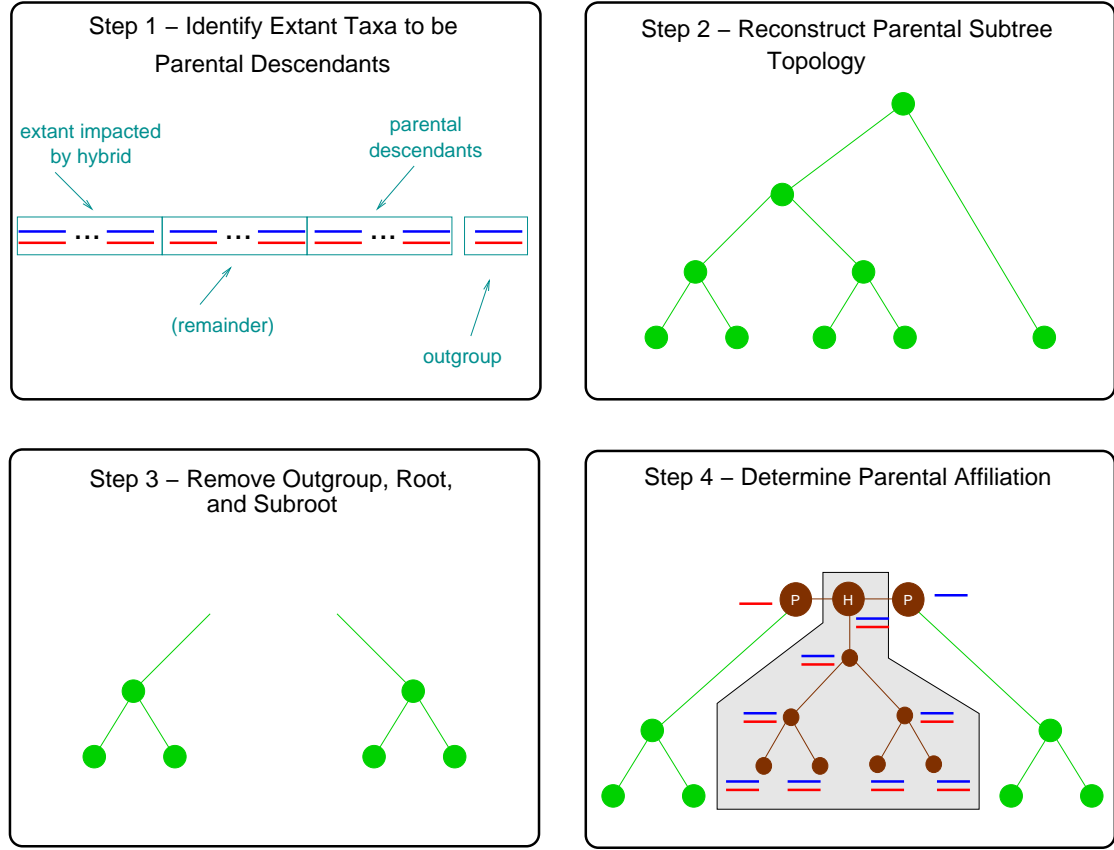 Step 1 – Identify Extant Taxa to be
Parental Descendants
extant impacted
by hybrid
parental
descendants
... ... ...
(remainder)
outgroup
Step 2 – Reconstruct Parental Subtree
Topology
Step 3 – Remove Outgroup, Root,
and Subroot
Step 4 – Determine Parental Affiliation
P H P